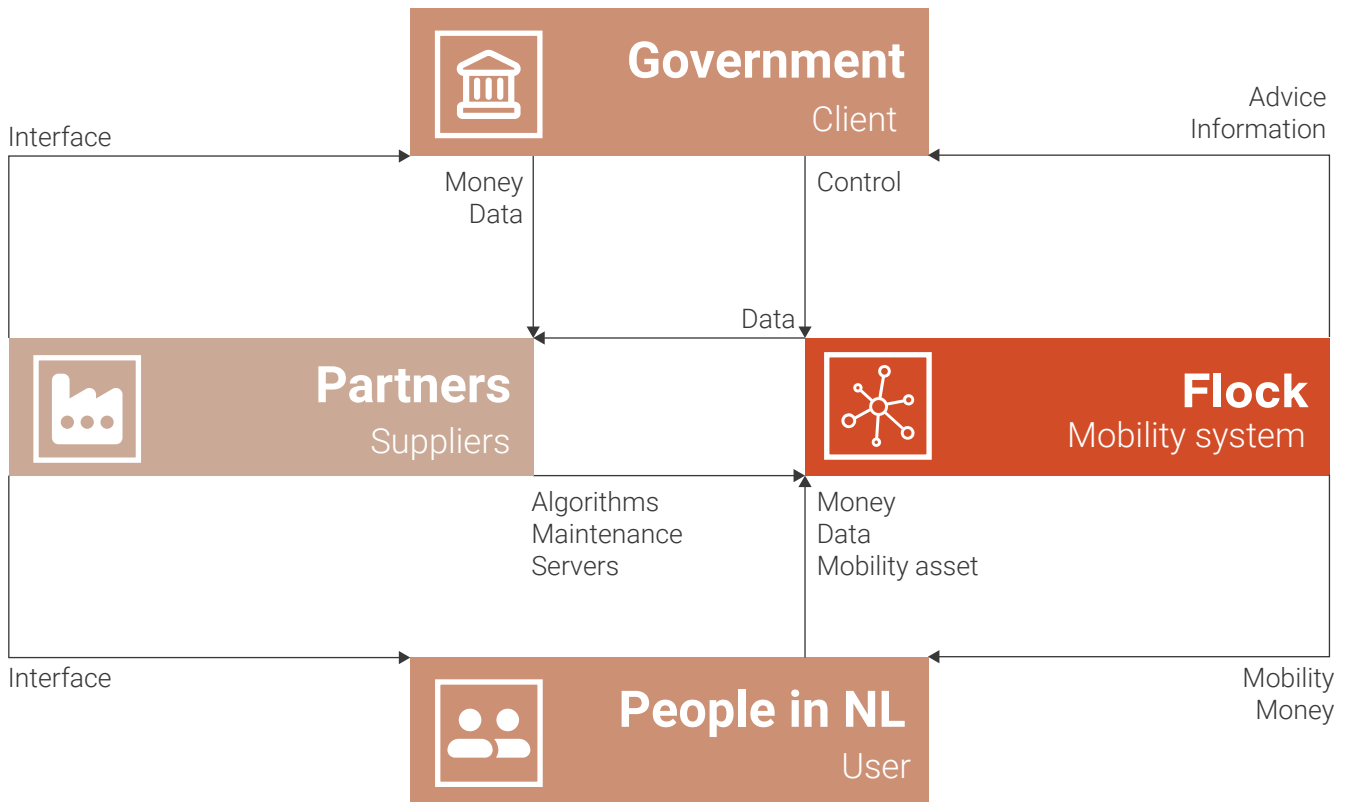 Government
Client
Advice
Information
Interface
Money
Data
Control
Data
Partners
Suppliers
Flock
Mobility system
Algorithms
Maintenance
Servers
Money
Data
Mobility asset
Interface
People in NL
User
Mobility
Money